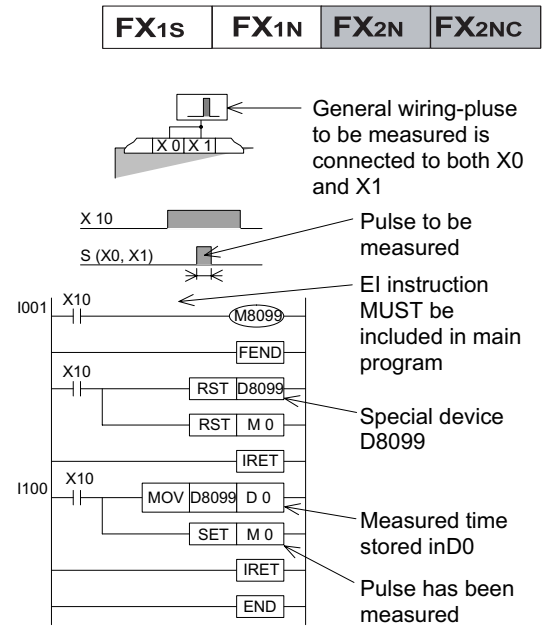 FX1S FX1N FX2N FX2NC
General wiring-pluse
to be measured is
connected to both X0
and X1
X 0 X 1
X 10
Pulse to be
measured
S (X0, X1)
EI instruction
MUST be
included in main
program
I001 X10
M8099
FEND
X10
RST D8099
Special device
D8099
RST M 0
IRET
I100 X10
MOV D8099 D 0
Measured time
stored inD0
SET M 0
IRET
Pulse has been
measured
END